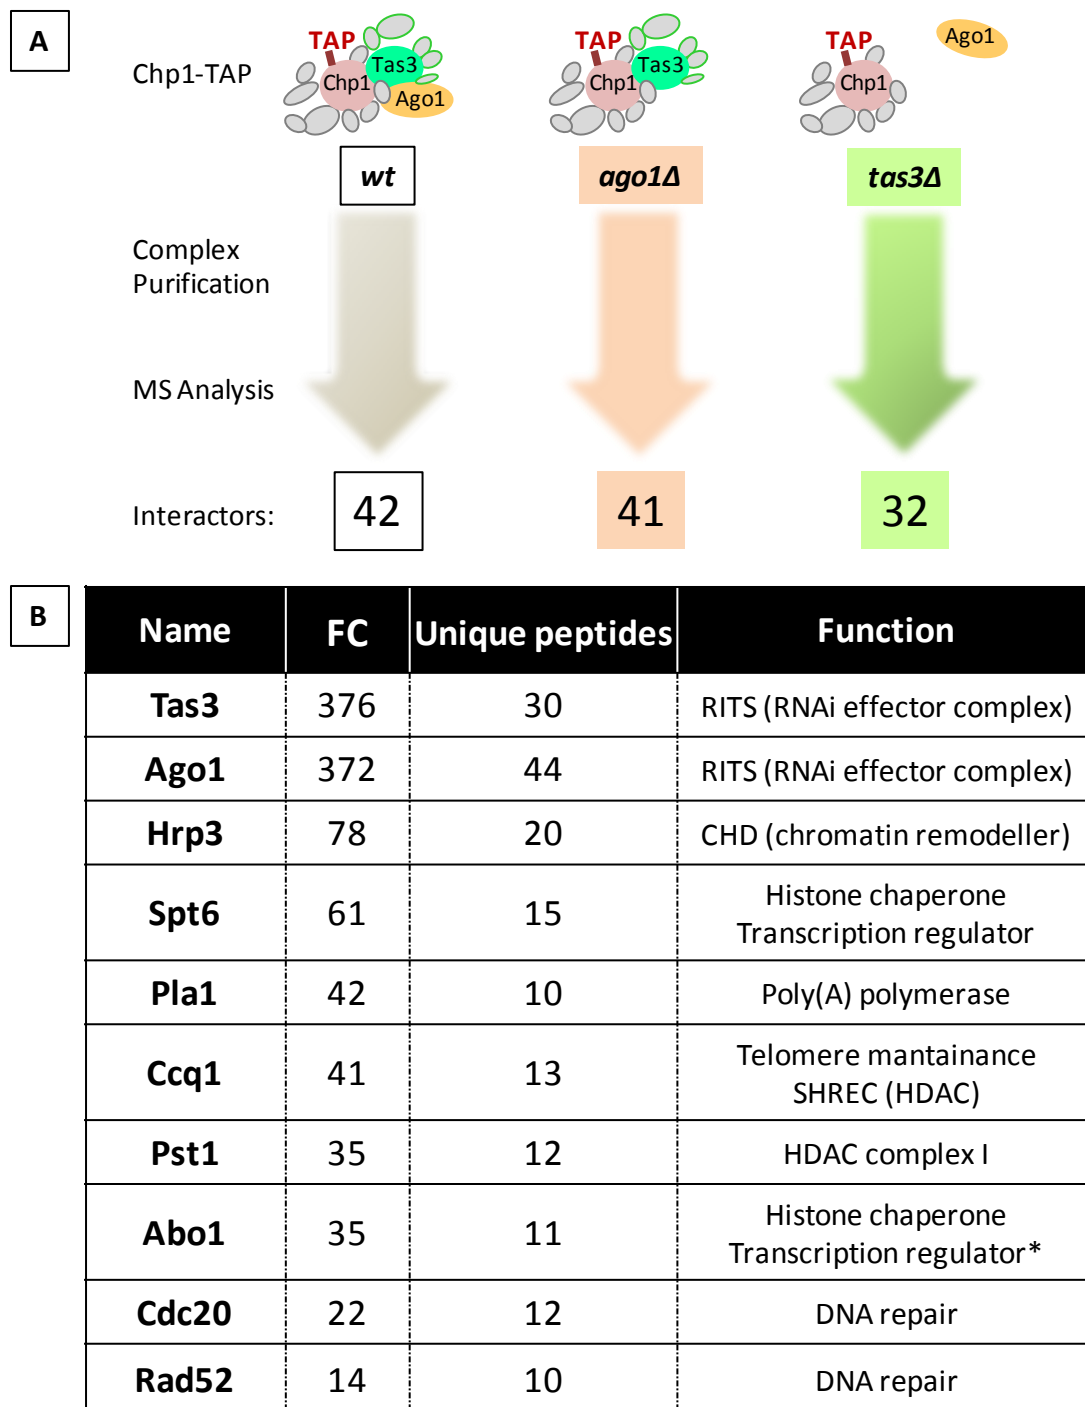 A
TAP
Chp1
Tas3
Ago1
TAP
Chp1
Tas3
TAP
Chp1
Ago1
Chp1-TAP
wt
ago1Δ
tas3Δ
Complex
Purification
MS Analysis
Interactors:
42
41
32
B
Name FC Unique peptides Function
Tas3 376 30 RITS (RNAi effector complex)
Ago1 372 44 RITS (RNAi effector complex)
Hrp3 78 20 CHD (chromatin remodeller)
Spt6 61 15 Histone chaperone
Transcription regulator
Pla1 42 10 Poly(A) polymerase
Ccq1 41 13 Telomere mantainance
SHREC (HDAC)
Pst1 35 12 HDAC complex I
Abo1 35 11 Histone chaperone
Transcription regulator*
Cdc20 22 12 DNA repair
Rad52 14 10 DNA repair